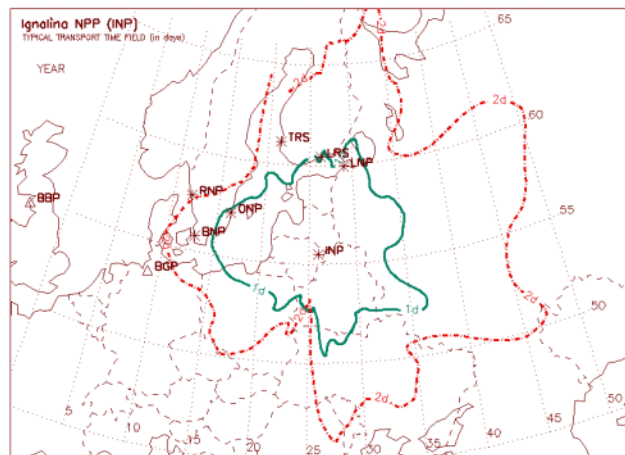 Ignalina NPP (INP)
TYPICAL TRANSPORT TIME FIELD (in days)
YEAR
65
2d
2d
2d
60
TRS
LRS
LNP
BBP
RNP
ONP
55
BNP
INP
BGP
1d
2d
1d
2d
50
2d
5
10
15
20
25
30
35
40
45
50